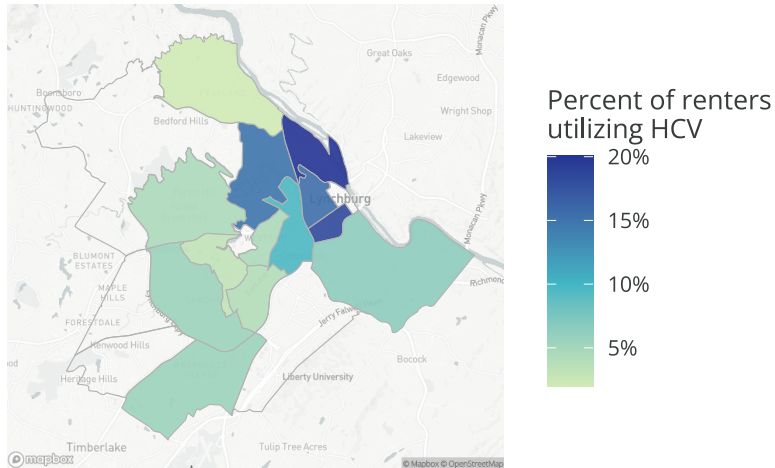 Percent of renters
utilizing HCV
20%
15%
10%
5%
Great Oaks
Monacan Pkwy
Edgewood
Boonsboro
HUNTINGWOOD
Bedford Hills
Wright Shop
Lakeview
Lynchburg
Monacan Pkwy
BLUMONT
ESTATES
MAPLE
HILLS
Richmond
FORESTDALE
Kenwood Hills
Jerry Falwell
Bocock
Heritage Hills
Liberty University
Timberlake
Tulip Tree Acres
mapbox
© Mapbox © OpenStreetMap